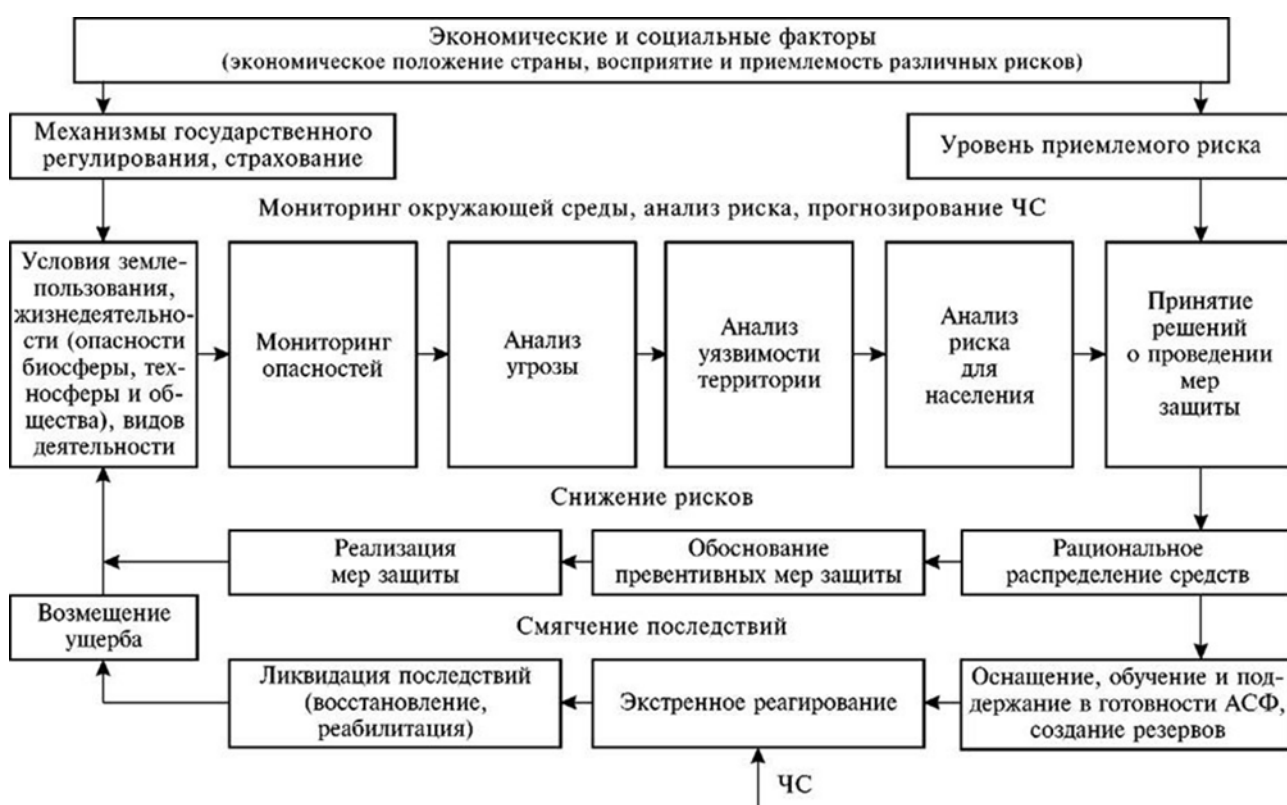 Экономические и социальные факторы
(экономическое положение страны, восприятие и приемлемость различных рисков)
Механизмы государственного
регулирования, страхование
Уровень приемлемого риска
Мониторинг окружающей среды, анализ риска, прогнозирование ЧС
Условия земле-
пользования,
жизнедеятельно-
сти (опасности
биосферы, тех-
носферы и об-
щества), видов
деятельности
Мониторинг
опасностей
Анализ
угрозы
Анализ
уязвимости
территории
Анализ
риска
для
населения
Принятие
решений
о проведении
мер
защиты
Снижение рисков
Реализация
мер защиты
Обоснование
превентивных мер защиты
Рациональное
распределение средств
Возмещение
ущерба
Смягчение последствий
Ликвидация последствий
(восстановление,
реабилитация)
Экстренное реагирование
Оснащение, обучение и под-
держание в готовности АСФ,
создание резервов
ЧС